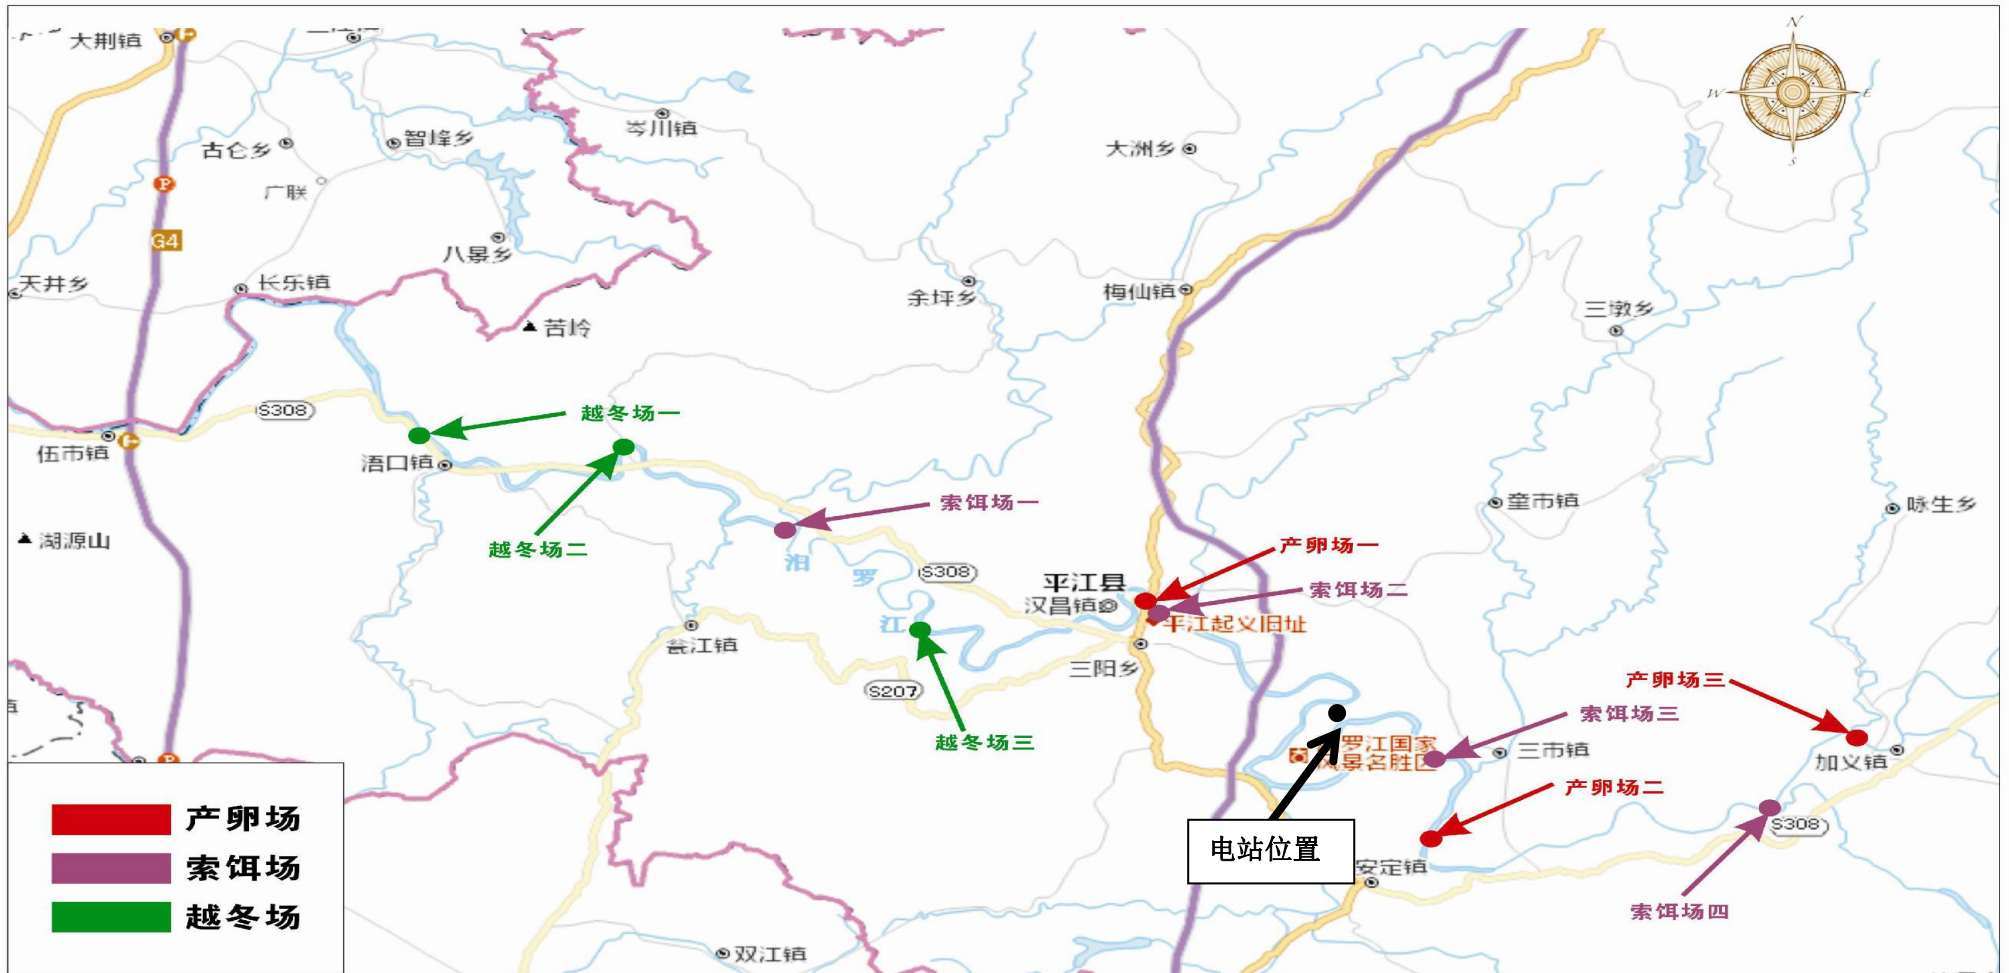 N
大荆镇
W
E
岑川镇
古仑乡
智峰乡
大洲乡
S
P
广联
G4
八景乡
天井乡
长乐镇
余坪乡
梅仙镇
三墩乡
苦岭
S308
越冬场一
伍市镇
浯口镇
索饵场一
童市镇
咏生乡
湖源山
越冬场二
汨
罗
江
S308
平江县
汉昌镇
产卵场一
索饵场二
平江起义旧址
瓮江镇
三阳乡
S207
产卵场三
索饵场三
越冬场三
罗江国家
风景名胜区
三市镇
加义镇
P
产卵场二
S308
产卵场
电站位置
安定镇
索饵场
索饵场四
越冬场
双江镇